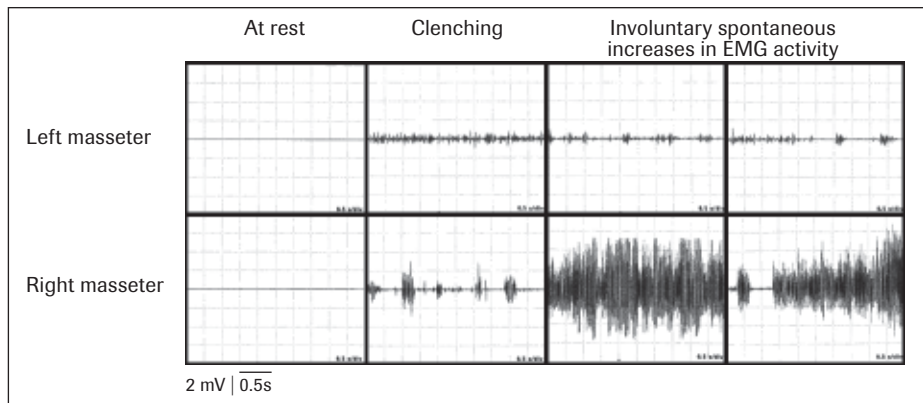 At rest
Clenching
Involuntary spontaneous
increases in EMG activity
Left masseter
Right masseter
2 mV | 0.5s